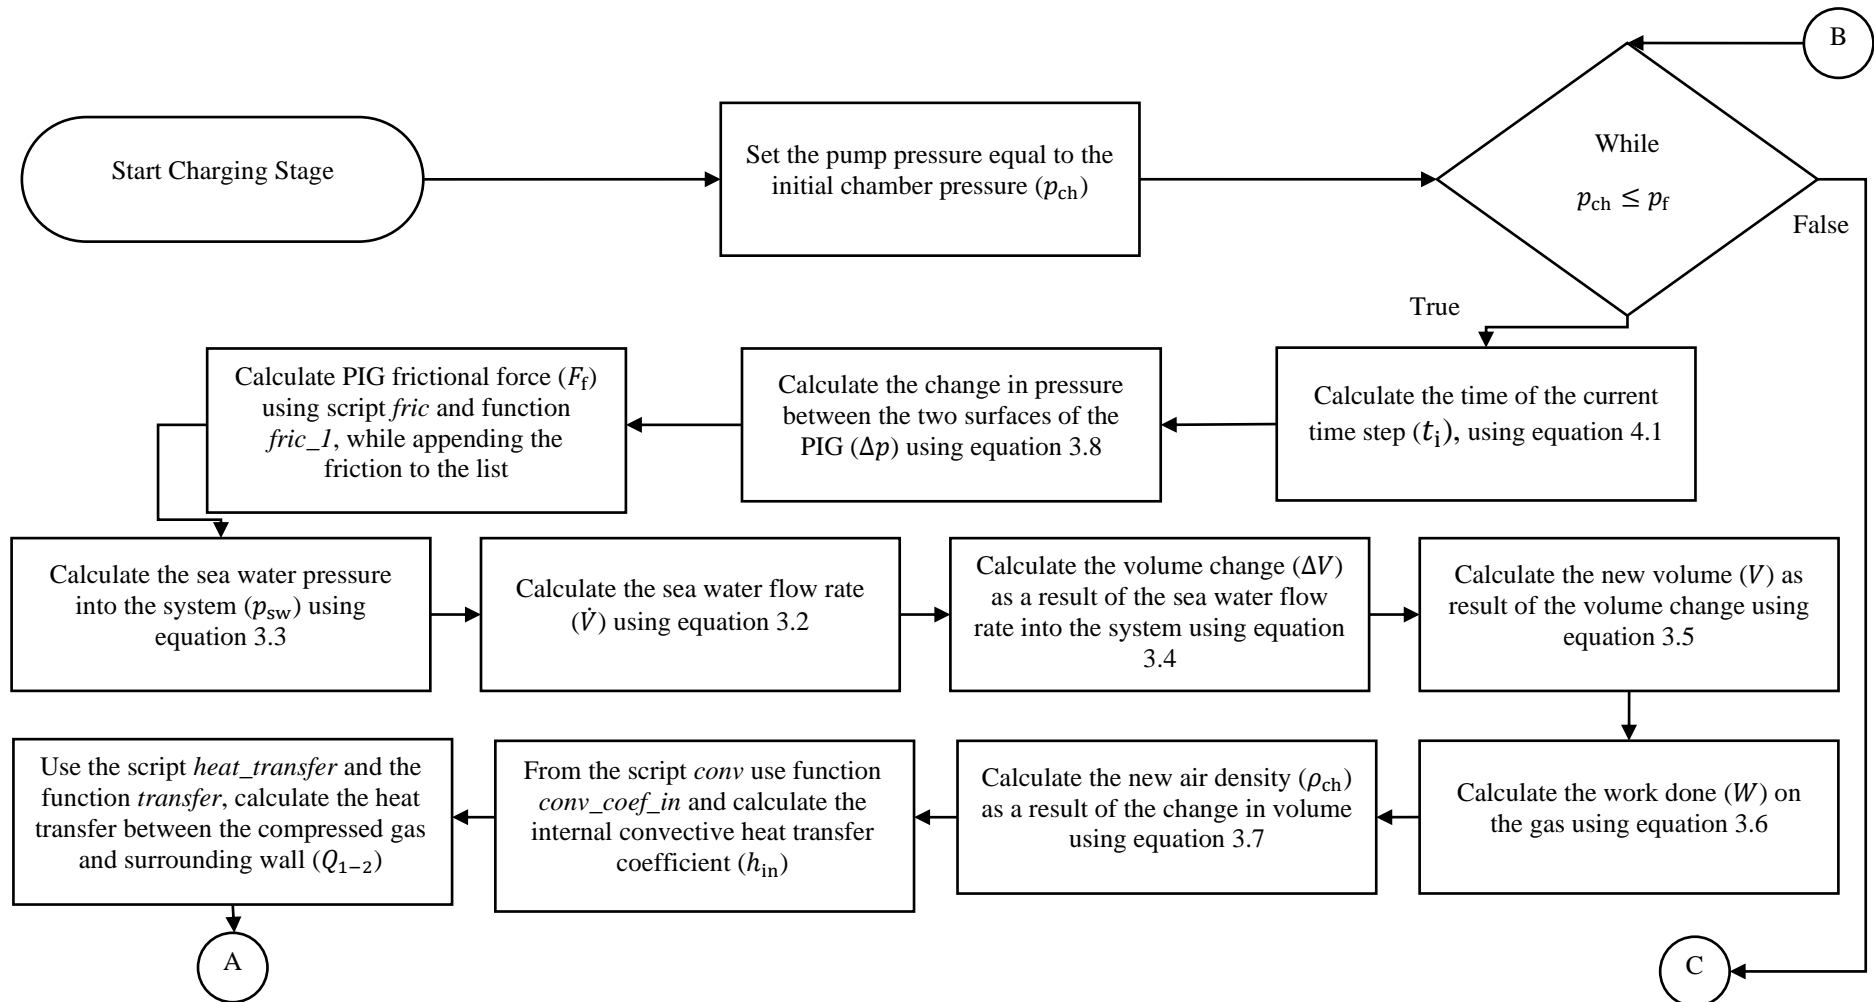 B
Start Charging Stage
Set the pump pressure equal to the
initial chamber pressure (p_ch)
While
p_ch ≤ p_f
False
True
Calculate the time of the current
time step (t_i), using equation 4.1
Calculate the change in pressure
between the two surfaces of the
PIG (Δp) using equation 3.8
Calculate PIG frictional force (F_f)
using script fric and function
fric_1, while appending the
friction to the list
Calculate the sea water pressure
into the system (p_sw) using
equation 3.3
Calculate the sea water flow rate
(V̇) using equation 3.2
Calculate the volume change (ΔV)
as a result of the sea water flow
rate into the system using equation
3.4
Calculate the new volume (V) as
result of the volume change using
equation 3.5
Calculate the work done (W) on
the gas using equation 3.6
Calculate the new air density (ρ_ch)
as a result of the change in volume
using equation 3.7
From the script conv use function
conv_coef_in and calculate the
internal convective heat transfer
coefficient (h_in)
Use the script heat_transfer and the
function transfer, calculate the heat
transfer between the compressed gas
and surrounding wall (Q_1−2)
A
C